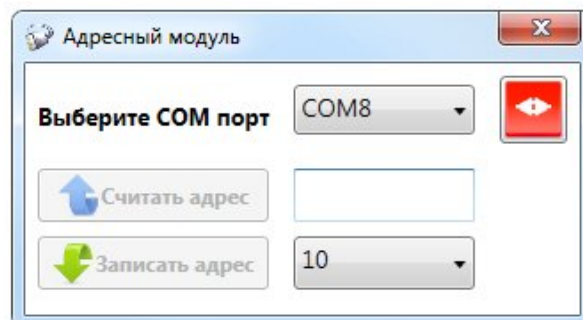 Адресный модуль
Выберите COM порт COM8
Считать адрес
Записать адрес 10